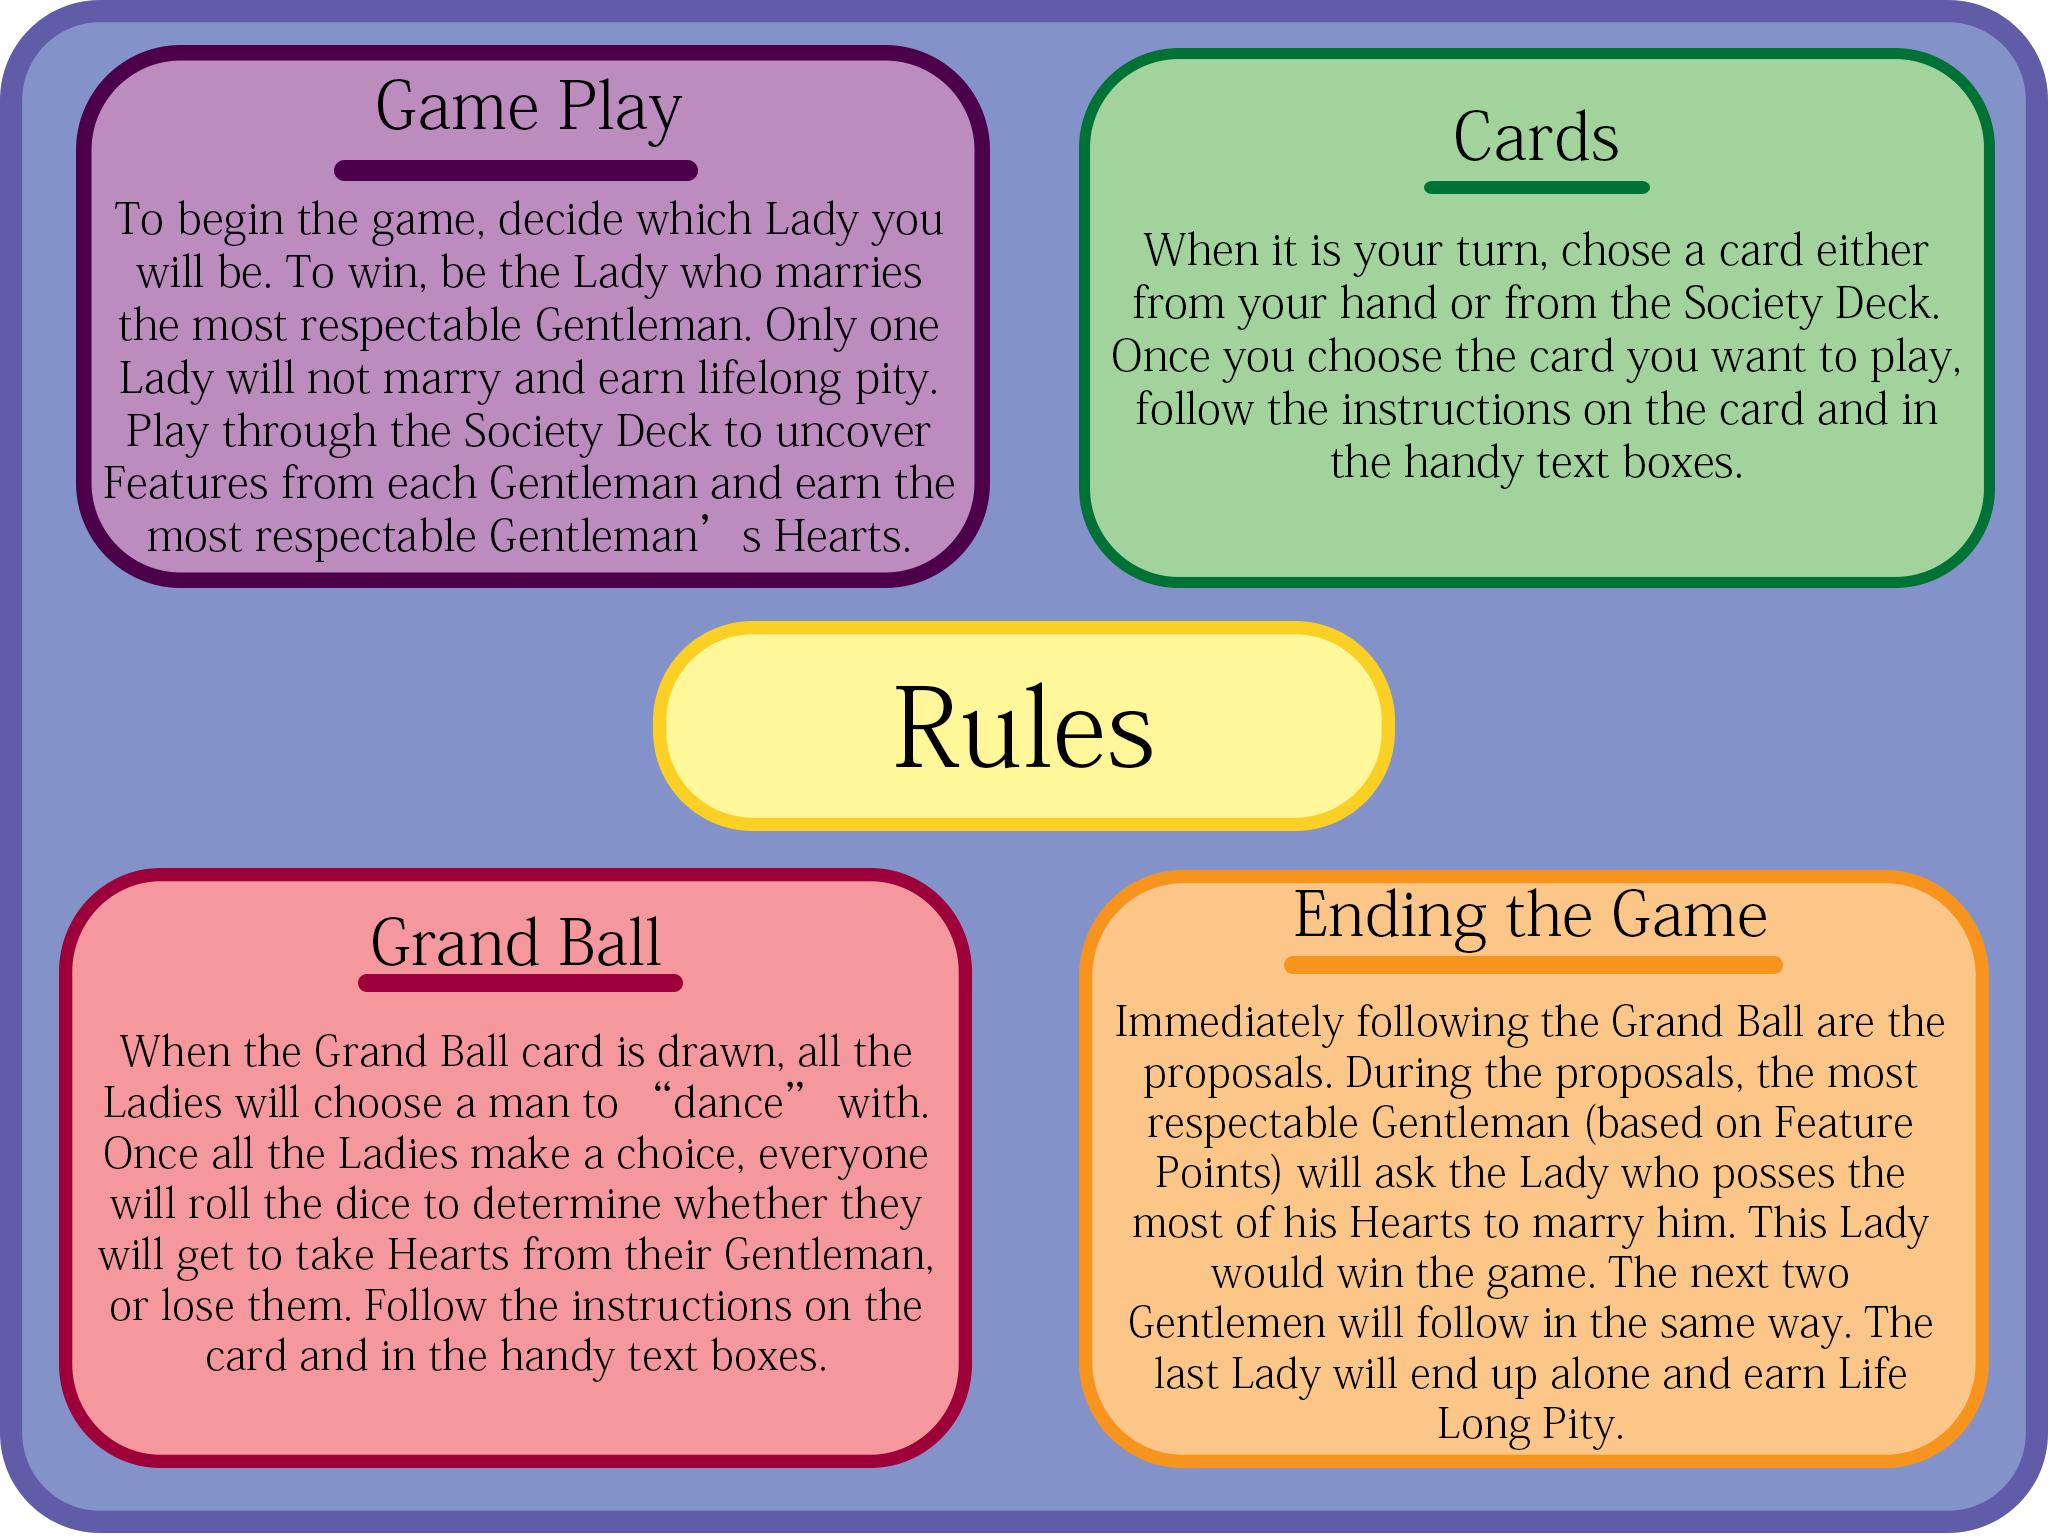 Game Play
To begin the game, decide which Lady you
will be. To win, be the Lady who marries
the most respectable Gentleman. Only one
Lady will not marry and earn lifelong pity.
Play through the Society Deck to uncover
Features from each Gentleman and earn the
most respectable Gentleman’s Hearts.
Cards
When it is your turn, chose a card either
from your hand or from the Society Deck.
Once you choose the card you want to play,
follow the instructions on the card and in
the handy text boxes.
Rules
Grand Ball
When the Grand Ball card is drawn, all the
Ladies will choose a man to “dance” with.
Once all the Ladies make a choice, everyone
will roll the dice to determine whether they
will get to take Hearts from their Gentleman,
or lose them. Follow the instructions on the
card and in the handy text boxes.
Ending the Game
Immediately following the Grand Ball are the
proposals. During the proposals, the most
respectable Gentleman (based on Feature
Points) will ask the Lady who posses the
most of his Hearts to marry him. This Lady
would win the game. The next two
Gentlemen will follow in the same way. The
last Lady will end up alone and earn Life
Long Pity.